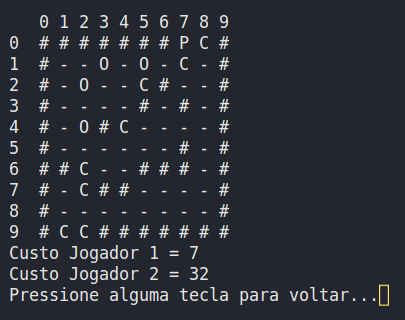 0 1 2 3 4 5 6 7 8 9
0  # # # # # # # P C #
1  # - - O - O - C - #
2  # - O - - C # - - #
3  # - - - - # - # - #
4  # - O # C - - - - #
5  # - - - - - - # - #
6  # # C - - # # # - #
7  # - C # # - - - - #
8  # - - - - - - - - #
9  # C C # # # # # # #
Custo Jogador 1 = 7
Custo Jogador 2 = 32
Pressione alguma tecla para voltar...